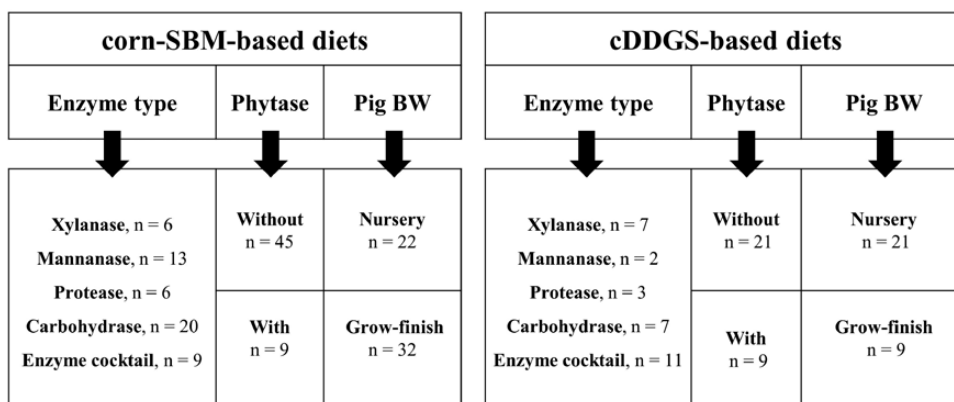 corn-SBM-based diets
Enzyme type
Phytase
Pig BW
Xylanase, n = 6
Mannanase, n = 13
Protease, n = 6
Carbohydrase, n = 20
Enzyme cocktail, n = 9
Without
n = 45
With
n = 9
Nursery
n = 22
Grow-finish
n = 32
cDDGS-based diets
Enzyme type
Phytase
Pig BW
Xylanase, n = 7
Mannanase, n = 2
Protease, n = 3
Carbohydrase, n = 7
Enzyme cocktail, n = 11
Without
n = 21
With
n = 9
Nursery
n = 21
Grow-finish
n = 9